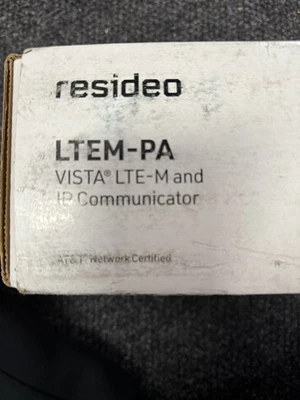 resideo
LTEM-PA
VISTA® LTE-M and
IP Communicator
AT&T Network Certified